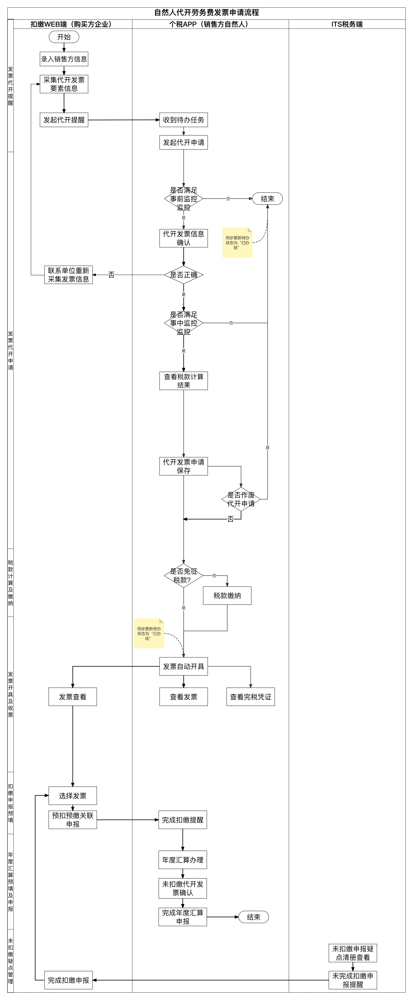 自然人代开劳务费发票申请流程
扣缴WEB端（购买方企业）
个税APP（销售方自然人）
ITS税务端
发票代开提醒
开始
录入销售方信息
采集代开发票
要素信息
发起代开提醒
收到待办任务
发起代开申请
发票代开申请
是否满足
事前监控
监控
否
结束
是
代开发票信息
确认
同步更新待办
状态为“已办
结”
联系单位重新
采集发票信息
否
是否正确
是
是否满足
事中监控
监控
否
是
查看税款计算
结果
是
代开发票申请
保存
是否作废
代开申请
否
税款计算及缴纳
是否免征
税款?
否
税款缴纳
是
发票开具及收票
同步更新待办
状态为“已办
结”
发票自动开具
发票查看
查看发票
查看完税凭证
扣缴申报预填
选择发票
预扣预缴关联
申报
完成扣缴提醒
年度汇算预填及申报
年度汇算办理
未扣缴代开发
票确认
完成年度汇算
申报
结束
未扣缴疑点管理
未扣缴申报疑
点清册查看
完成扣缴申报
未完成扣缴申
报提醒